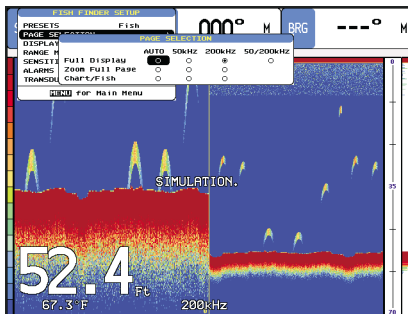 FISH FINDER SETUP
000° M BRG ---° M
PRESETS Fish
PAGE SELECTION
PAGE SELECTION
DISPLAY
AUTO 50kHz 200kHz 50/200kHz
RANGE M
Full Display
SENSITI
Zoom Full Page
ALARMS
Chart/Fish
TRANSDU
MENU for Main Menu
0
SIMULATION.
35
52.4 Ft
67.3°F
200kHz
70